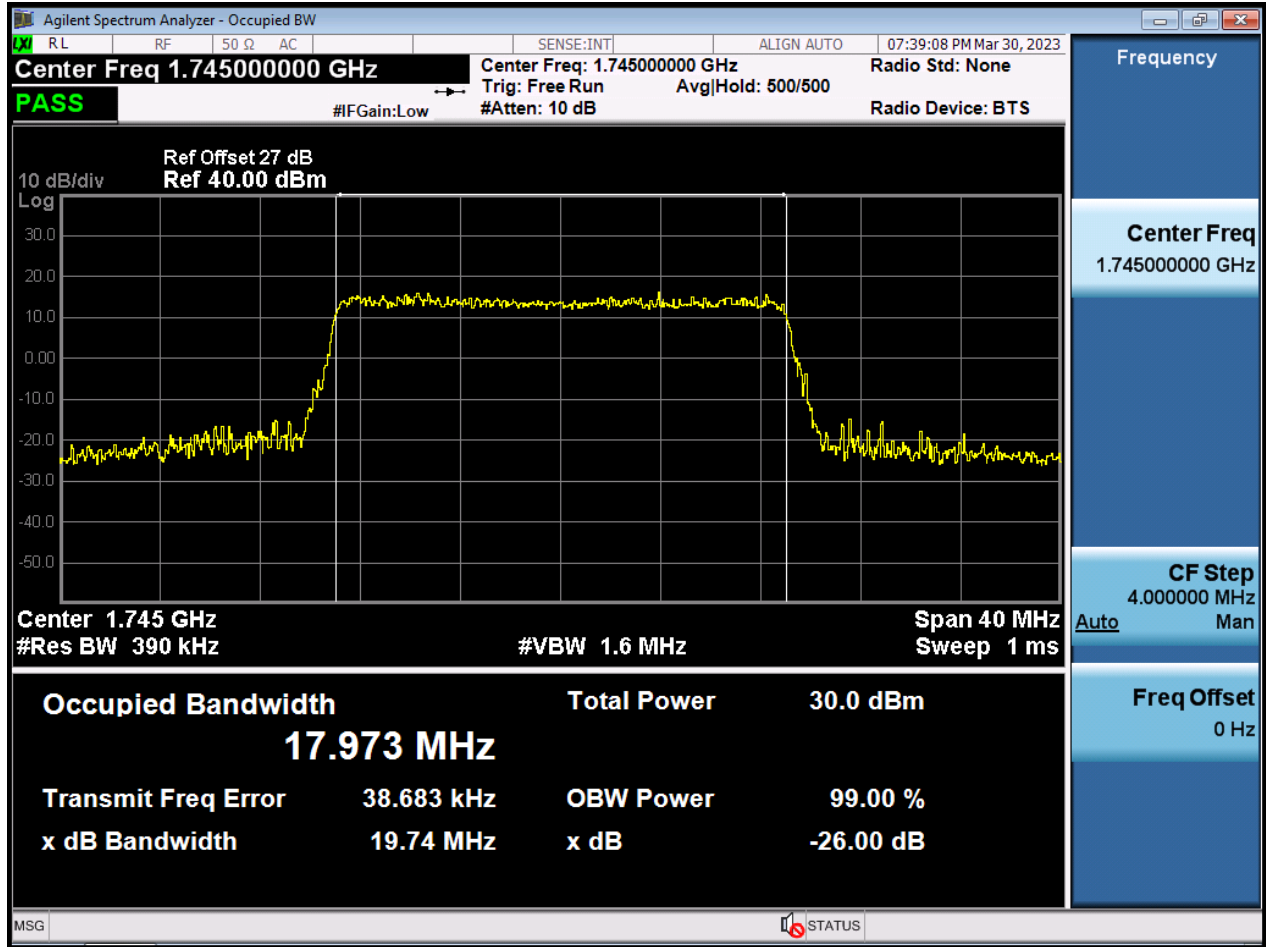 Agilent Spectrum Analyzer - Occupied BW
LXI RL RF 50 Ω AC SENSE:INT ALIGN AUTO 07:39:08 PM Mar 30, 2023
Center Freq 1.745000000 GHz
PASS
#IFGain:Low
Center Freq: 1.745000000 GHz
Trig: Free Run Avg|Hold: 500/500
#Atten: 10 dB
Radio Std: None
Radio Device: BTS
Ref Offset 27 dB
10 dB/div Ref 40.00 dBm
Log
30.0
20.0
10.0
0.00
-10.0
-20.0
-30.0
-40.0
-50.0
Center 1.745 GHz Span 40 MHz
#Res BW 390 kHz #VBW 1.6 MHz Sweep 1 ms
Occupied Bandwidth Total Power 30.0 dBm
17.973 MHz
Transmit Freq Error 38.683 kHz OBW Power 99.00 %
x dB Bandwidth 19.74 MHz x dB -26.00 dB
MSG STATUS
Frequency
Center Freq
1.745000000 GHz
CF Step
4.000000 MHz
Auto Man
Freq Offset
0 Hz